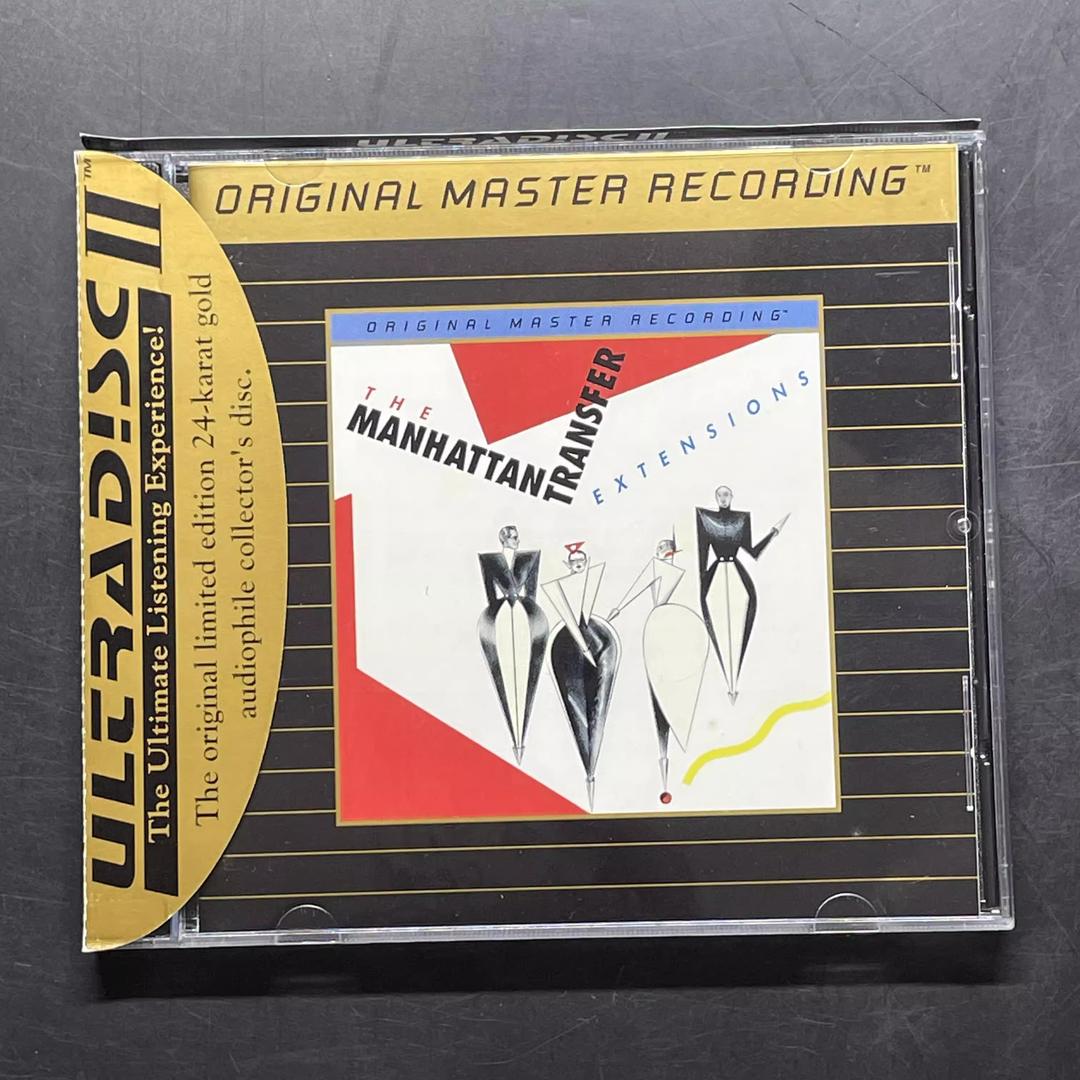 ULTRADISC II
ORIGINAL MASTER RECORDING™
ULTRADISC II™
The Ultimate Listening Experience!
The original limited edition 24-karat gold
audiophile collector's disc.
ORIGINAL MASTER RECORDING™
THE
MANHATTAN
TRANSFER
EXTENSIONS